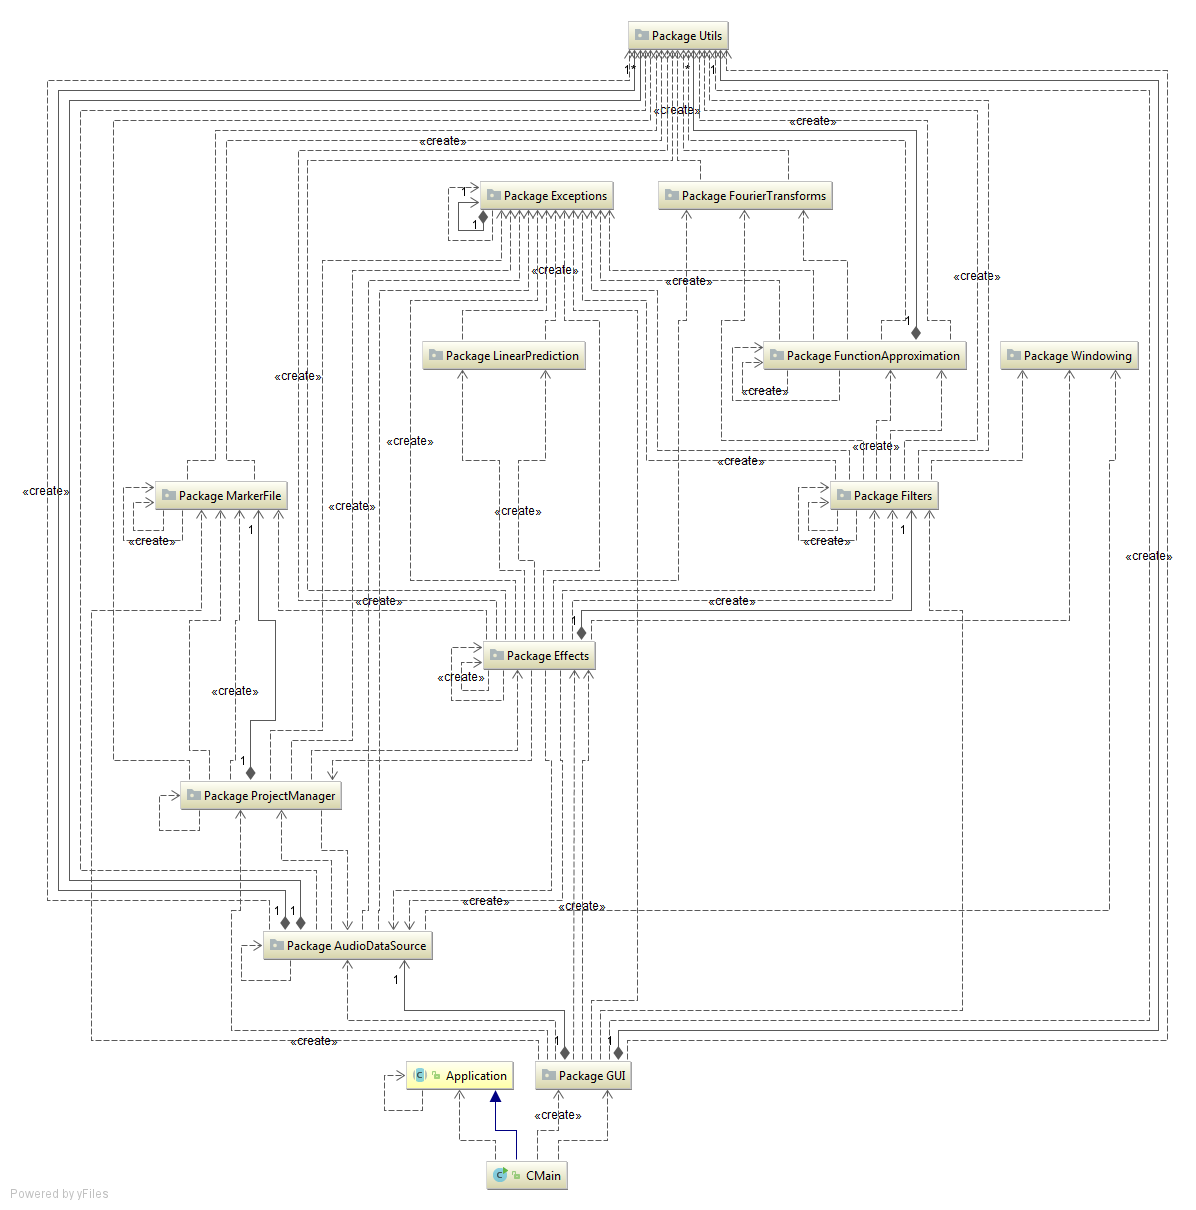 Package Utils
1 * * 1
«create»
«create»
«create»
Package Exceptions
1
1
Package FourierTransforms
«create»
«create»
«create»
1
Package LinearPrediction
Package FunctionApproximation
Package Windowing
«create»
«create»
«create»
«create»
«create»
«create»
Package MarkerFile
Package Filters
«create»
«create»
1
1
«create»
«create»
«create»
«create»
«create»
1
Package Effects
«create»
«create»
1
Package ProjectManager
«create»
«create»
1 1
Package AudioDataSource
1
«create»
1
1
Application
Package GUI
«create»
CMain
Powered by yFiles